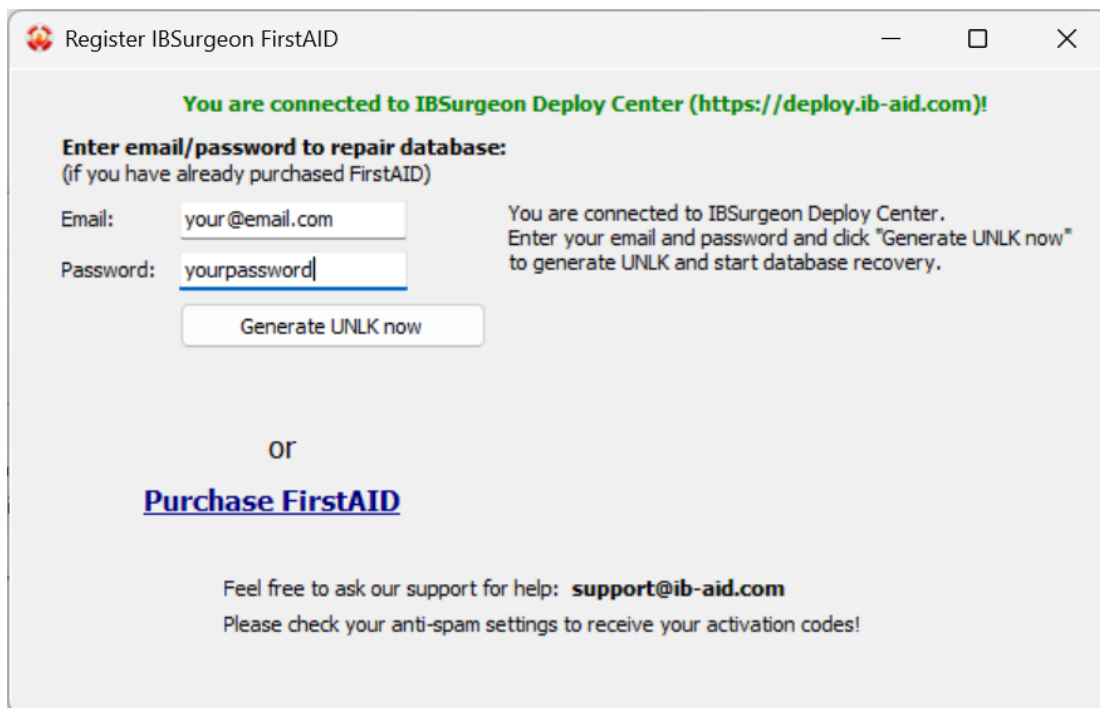 Register IBSurgeon FirstAID
You are connected to IBSurgeon Deploy Center (https://deploy.ib-aid.com)!
Enter email/password to repair database:
(if you have already purchased FirstAID)
Email: your@email.com
Password: yourpassword
You are connected to IBSurgeon Deploy Center.
Enter your email and password and click "Generate UNLK now"
to generate UNLK and start database recovery.
Generate UNLK now
or
Purchase FirstAID
Feel free to ask our support for help: support@ib-aid.com
Please check your anti-spam settings to receive your activation codes!